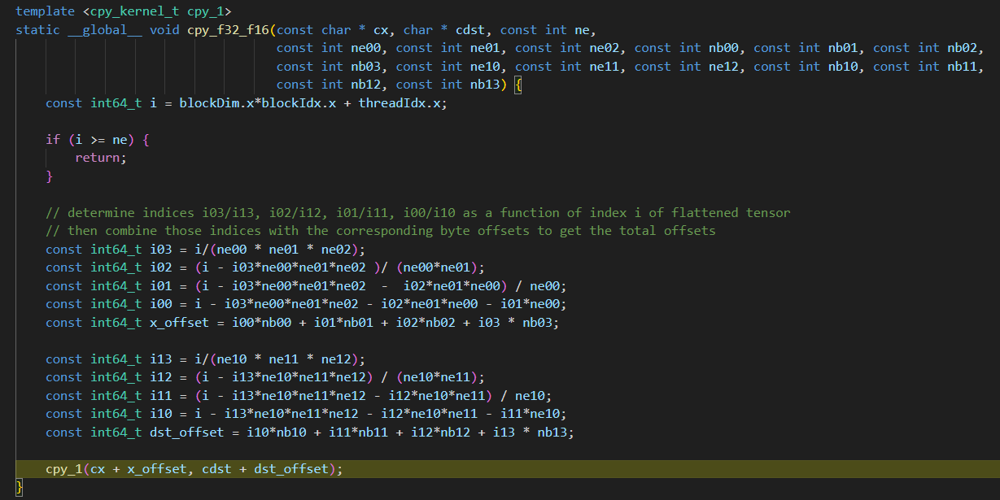 template <cpy_kernel_t cpy_1>
static __global__ void cpy_f32_f16(const char * cx, char * cdst, const int ne,
                                   const int ne00, const int ne01, const int ne02, const int nb00, const int nb01, const int nb02,
                                   const int nb03, const int ne10, const int ne11, const int ne12, const int nb10, const int nb11,
                                   const int nb12, const int nb13) {
    const int64_t i = blockDim.x*blockIdx.x + threadIdx.x;

    if (i >= ne) {
        return;
    }

    // determine indices i03/i13, i02/i12, i01/i11, i00/i10 as a function of index i of flattened tensor
    // then combine those indices with the corresponding byte offsets to get the total offsets
    const int64_t i03 = i/(ne00 * ne01 * ne02);
    const int64_t i02 = (i - i03*ne00*ne01*ne02 )/ (ne00*ne01);
    const int64_t i01 = (i - i03*ne00*ne01*ne02  -  i02*ne01*ne00) / ne00;
    const int64_t i00 = i - i03*ne00*ne01*ne02 - i02*ne01*ne00 - i01*ne00;
    const int64_t x_offset = i00*nb00 + i01*nb01 + i02*nb02 + i03 * nb03;

    const int64_t i13 = i/(ne10 * ne11 * ne12);
    const int64_t i12 = (i - i13*ne10*ne11*ne12) / (ne10*ne11);
    const int64_t i11 = (i - i13*ne10*ne11*ne12 - i12*ne10*ne11) / ne10;
    const int64_t i10 = i - i13*ne10*ne11*ne12 - i12*ne10*ne11 - i11*ne10;
    const int64_t dst_offset = i10*nb10 + i11*nb11 + i12*nb12 + i13 * nb13;

    cpy_1(cx + x_offset, cdst + dst_offset);
}